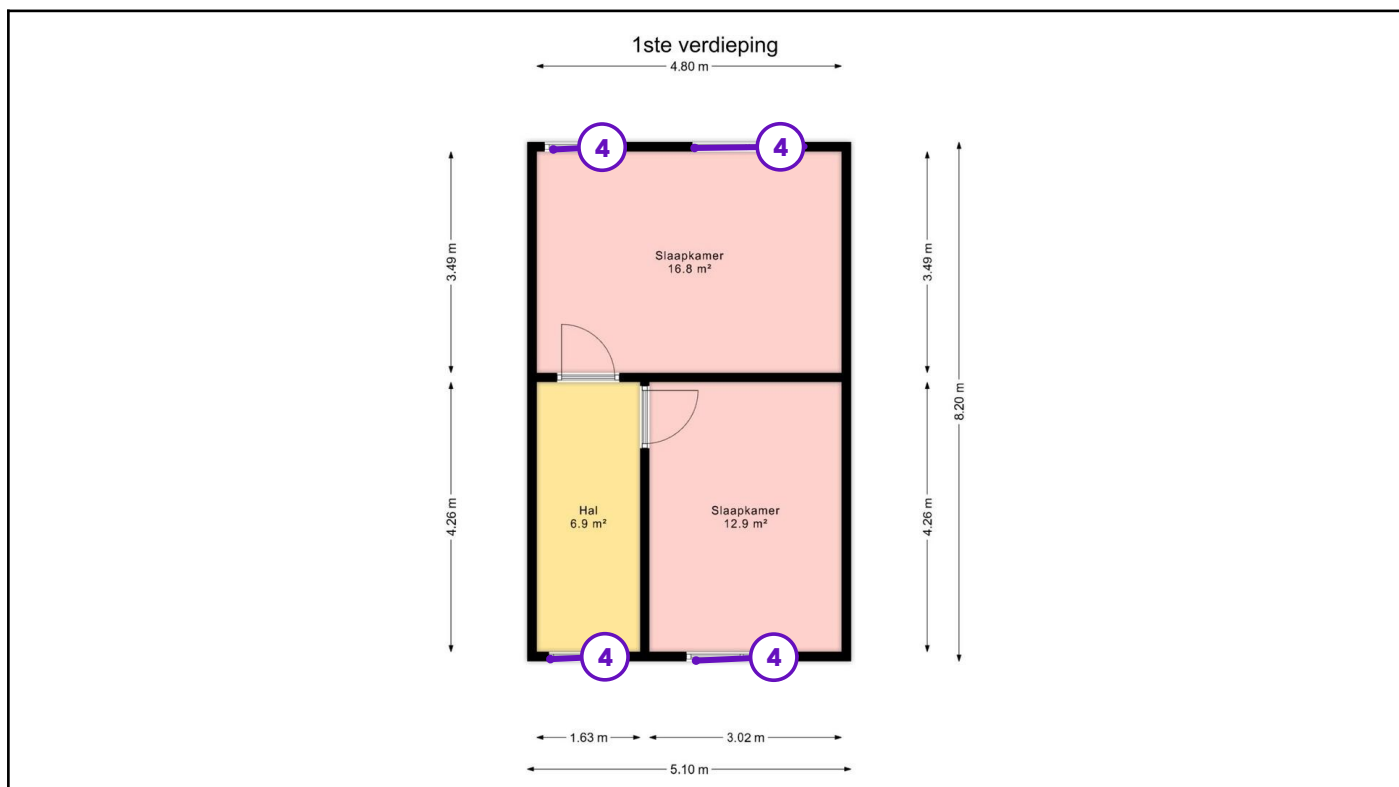 1ste verdieping
4.80 m
4
4
3.49 m
3.49 m
Slaapkamer
16.8 m²
8.20 m
4.26 m
4.26 m
Hal
6.9 m²
Slaapkamer
12.9 m²
4
4
1.63 m
3.02 m
5.10 m